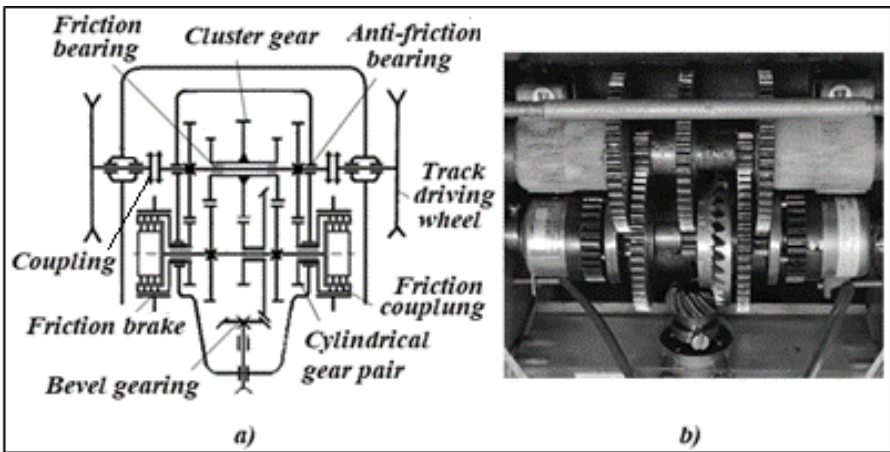 Friction
bearing
Cluster gear
Anti-friction
bearing
Track
driving
wheel
Coupling
Friction
couplung
Friction brake
Cylindrical
gear pair
Bevel gearing
a)
b)